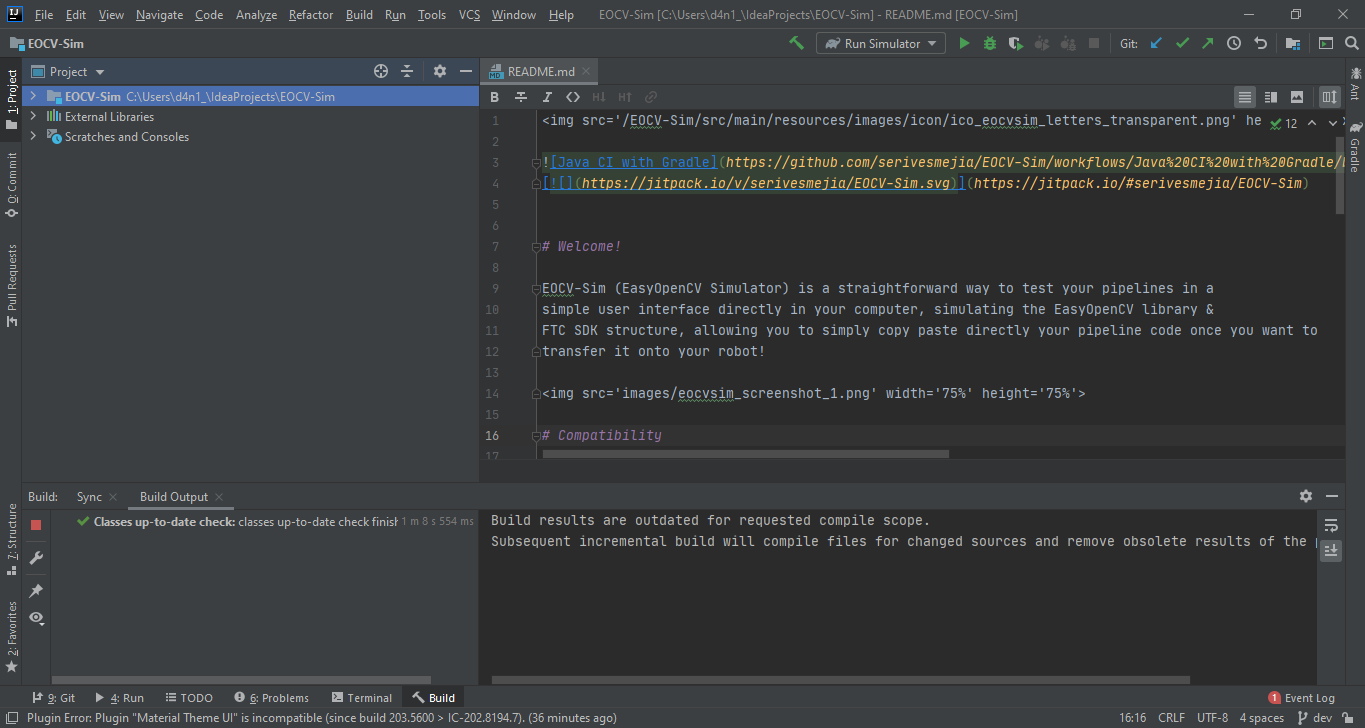 File Edit View Navigate Code Analyze Refactor Build Run Tools VCS Window Help EOCV-Sim [C:\Users\d4n1_\IdeaProjects\EOCV-Sim] - README.md [EOCV-Sim]
EOCV-Sim Run Simulator Git:
1: Project
0: Commit
Pull Requests
7: Structure
2: Favorites
Project
EOCV-Sim C:\Users\d4n1_\IdeaProjects\EOCV-Sim
External Libraries
Scratches and Consoles
README.md
12
1 <img src='/EOCV-Sim/src/main/resources/images/icon/ico_eocvsim_letters_transparent.png' he
2
3 ![Java CI with Gradle](https://github.com/serivesmejia/EOCV-Sim/workflows/Java%20CI%20with%20Gradle/
4 [![](https://jitpack.io/v/serivesmejia/EOCV-Sim.svg)](https://jitpack.io/#serivesmejia/EOCV-Sim)
5
6
7 # Welcome!
8
9 EOCV-Sim (EasyOpenCV Simulator) is a straightforward way to test your pipelines in a
10 simple user interface directly in your computer, simulating the EasyOpenCV library &
11 FTC SDK structure, allowing you to simply copy paste directly your pipeline code once you want to
12 transfer it onto your robot!
13
14 <img src='images/eocvsim_screenshot_1.png' width='75%' height='75%'>
15
16 # Compatibility
17
Ant
Gradle
Build: Sync Build Output
Classes up-to-date check: classes up-to-date check finish 1 m 8 s 554 ms
Build results are outdated for requested compile scope.
Subsequent incremental build will compile files for changed sources and remove obsolete results of the
9: Git 4: Run TODO 6: Problems Terminal Build 1 Event Log
Plugin Error: Plugin "Material Theme UI" is incompatible (since build 203.5600 > IC-202.8194.7). (36 minutes ago) 16:16 CRLF UTF-8 4 spaces dev